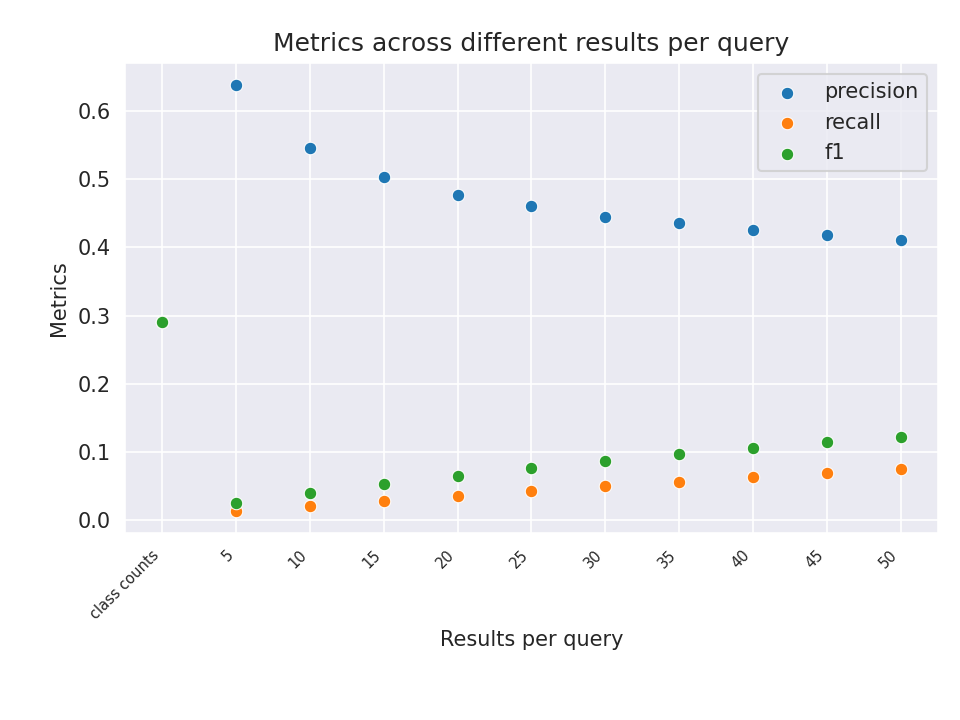 Metrics across different results per query
precision
recall
f1
0.6
0.5
0.4
0.3
0.2
0.1
0.0
Metrics
class counts
5
10
15
20
25
30
35
40
45
50
Results per query